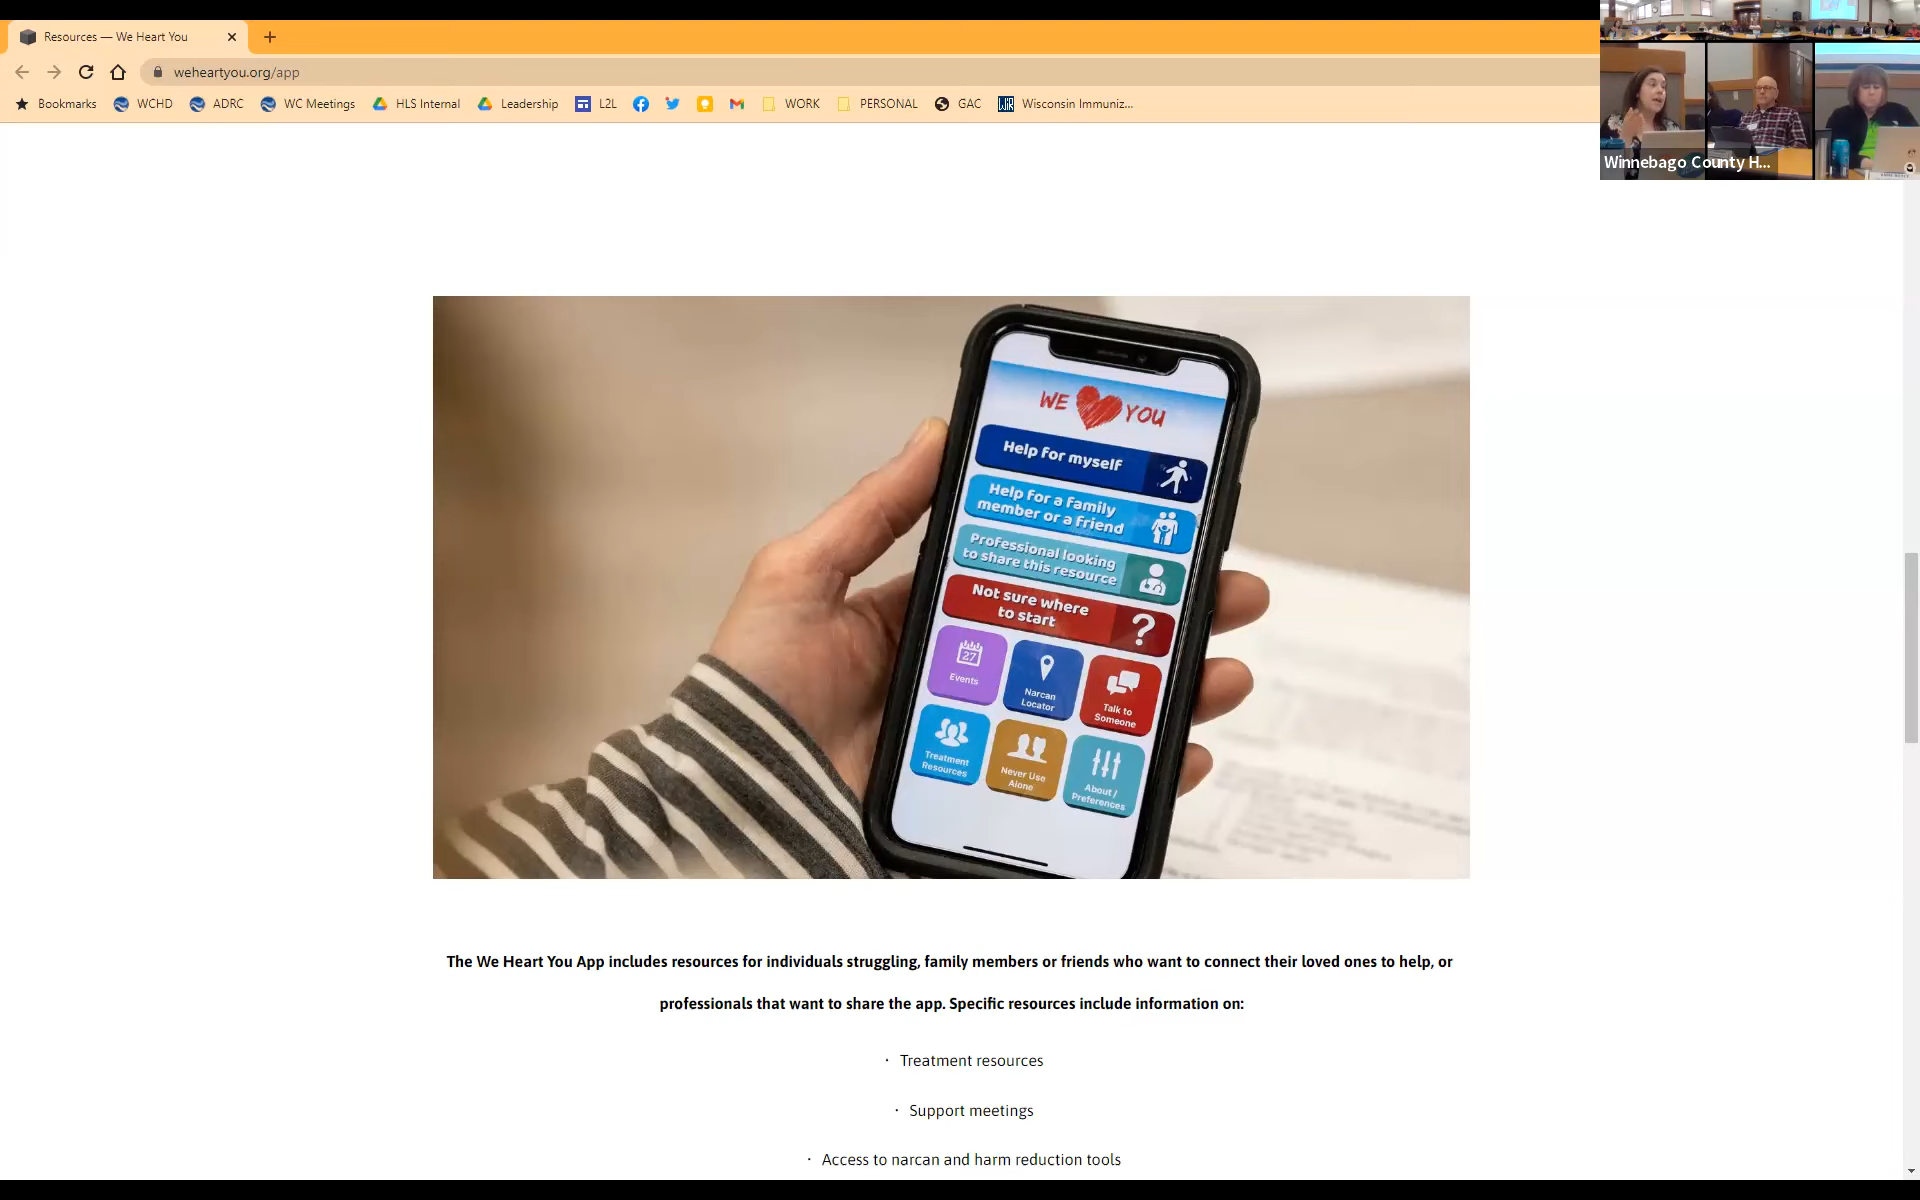 Resources — We Heart You
weheartyou.org/app
Bookmarks WCHD ADRC WC Meetings HLS Internal Leadership L2L WORK PERSONAL GAC WIR Wisconsin Immuniz...
Winnebago County H...
WE YOU
Help for myself
Help for a family
member or a friend
Professional looking
to share this resource
Not sure where
to start
?
27
Events
Narcan
Locator
Talk to
Someone
Treatment
Resources
Never Use
Alone
About /
Preferences
The We Heart You App includes resources for individuals struggling, family members or friends who want to connect their loved ones to help, or
professionals that want to share the app. Specific resources include information on:
· Treatment resources
· Support meetings
· Access to narcan and harm reduction tools